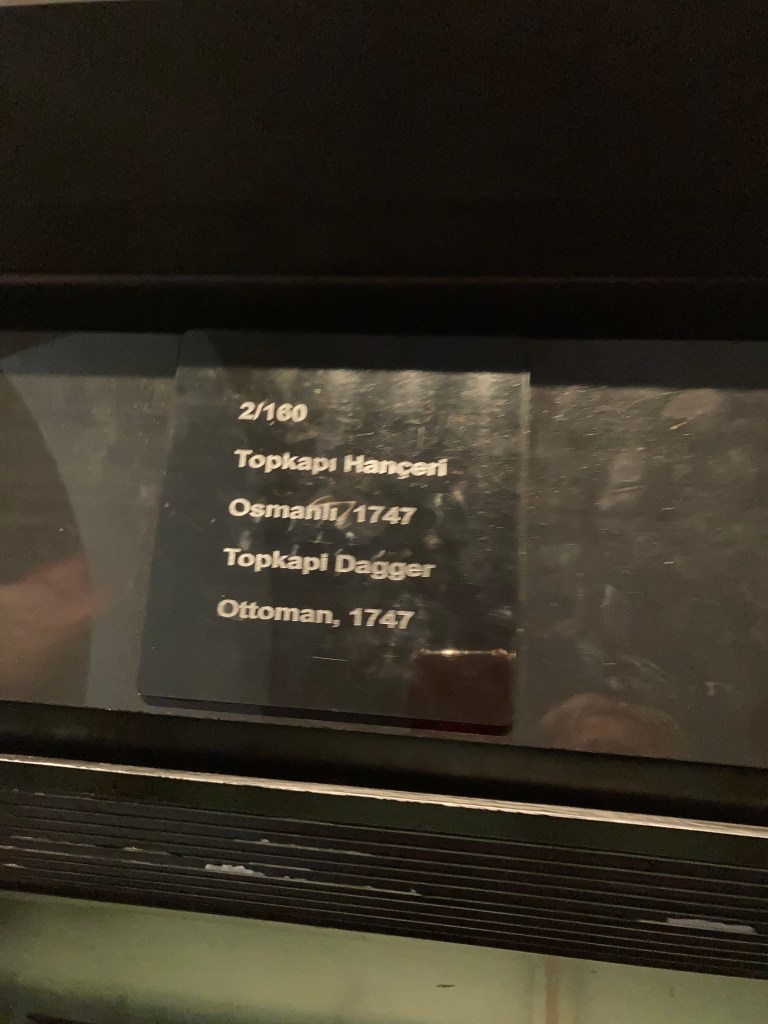 2/160
Topkapı Hançeri
Osmanlı, 1747
Topkapi Dagger
Ottoman, 1747